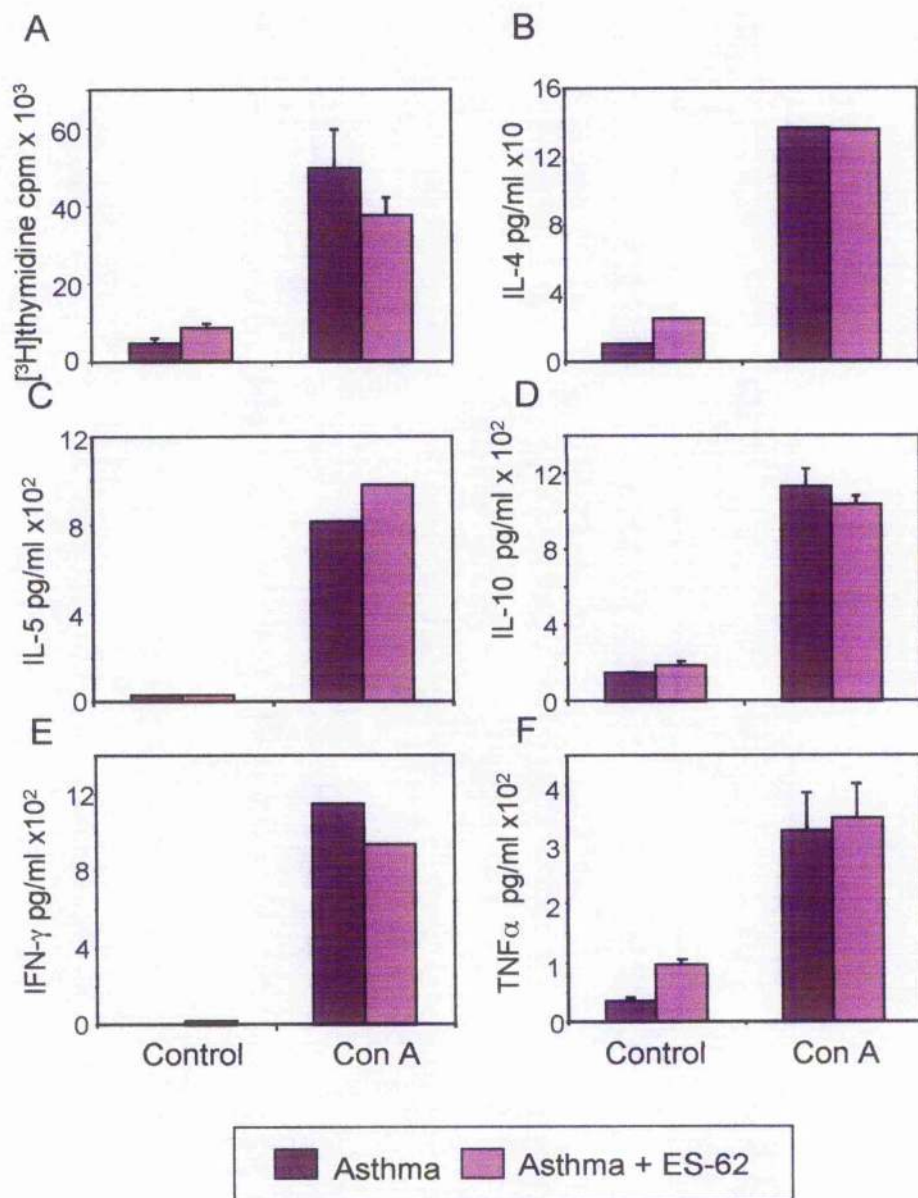 A
B
[³H]thymidine cpm x 10³
60
40
20
0
IL-4 pg/ml x10
16
12
8
4
0
C
D
IL-5 pg/ml x10²
12
8
4
0
IL-10 pg/ml x 10²
12
8
4
0
E
F
IFN-γ pg/ml x10²
12
8
4
0
TNFα pg/ml x10²
4
3
2
1
0
Control Con A
Control Con A
Asthma Asthma + ES-62